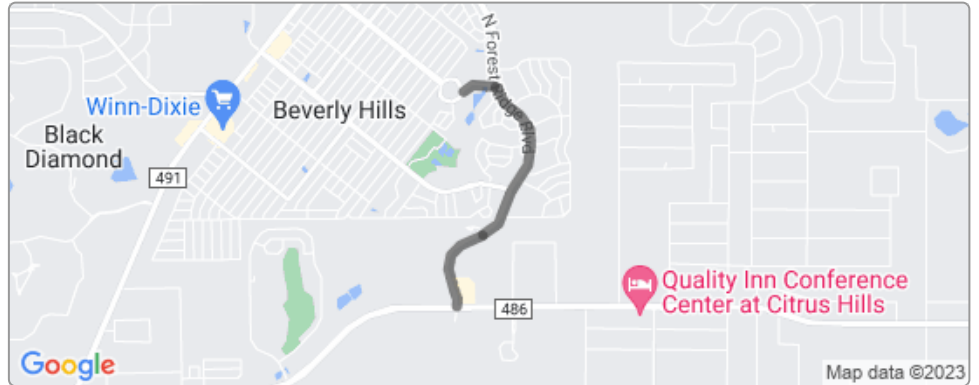 N Forest Ridge Blvd
Winn-Dixie
Beverly Hills
Black
Diamond
491
Quality Inn Conference
Center at Citrus Hills
486
Google
Map data ©2023